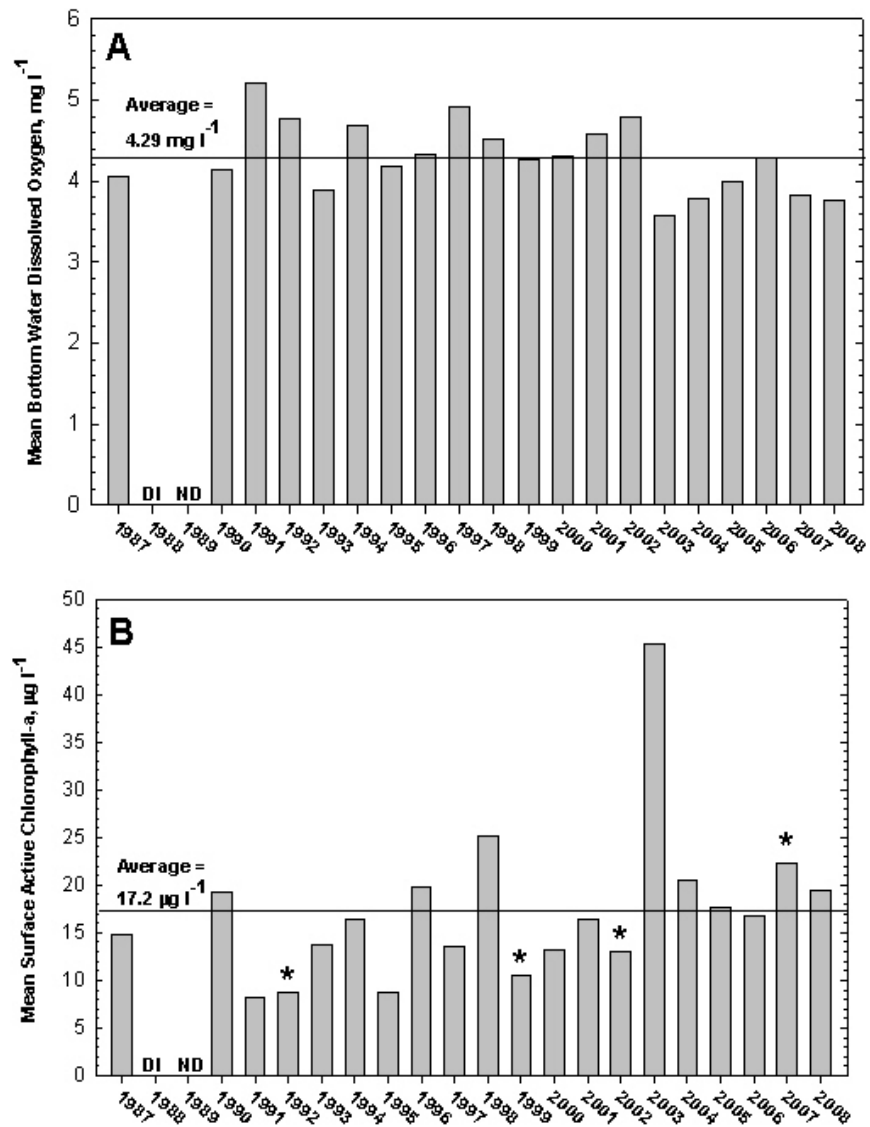 A
Mean Bottom Water Dissolved Oxygen, mg l-1
6
5
4
3
2
1
0
Average =
4.29 mg l-1
DI ND
1987 1988 1989 1990 1991 1992 1993 1994 1995 1996 1997 1998 1999 2000 2001 2002 2003 2004 2005 2006 2007 2008
B
Mean Surface Active Chlorophyll-a, µg l-1
50
45
40
35
30
25
20
15
10
5
0
Average =
17.2 µg l-1
*
*
*
*
DI ND
1987 1988 1989 1990 1991 1992 1993 1994 1995 1996 1997 1998 1999 2000 2001 2002 2003 2004 2005 2006 2007 2008